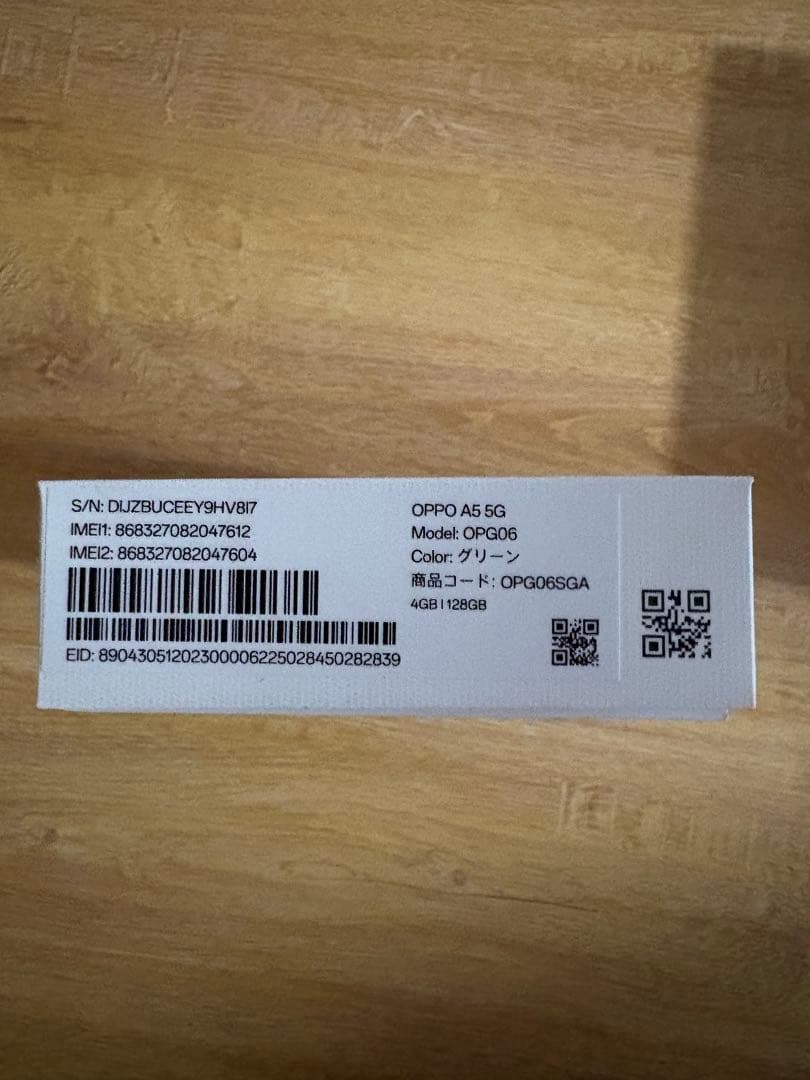 S/N: DIJZBUCEEY9HV8I7
IMEI1: 868327082047612
IMEI2: 868327082047604
EID: 89043051202300006225028450282839
OPPO A5 5G
Model: OPG06
Color: グリーン
商品コード: OPG06SGA
4GB | 128GB